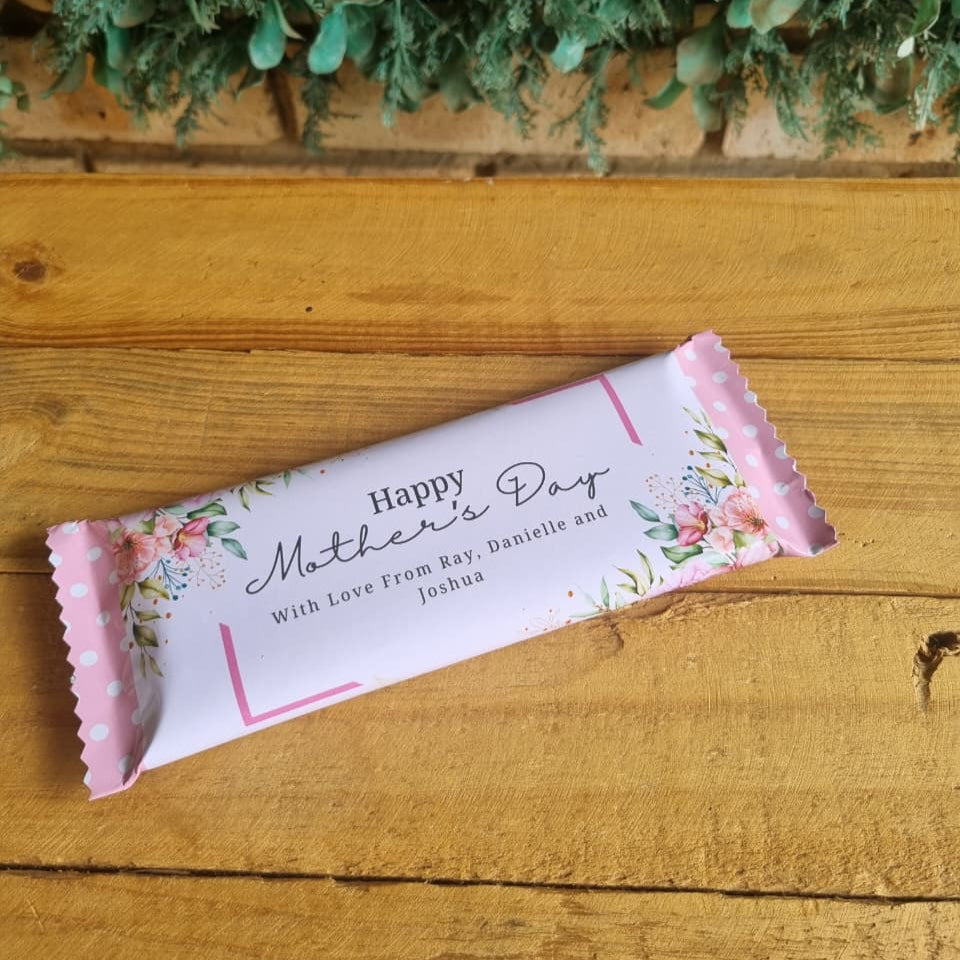 Happy
Mother's Day
With Love From Ray, Danielle and
Joshua